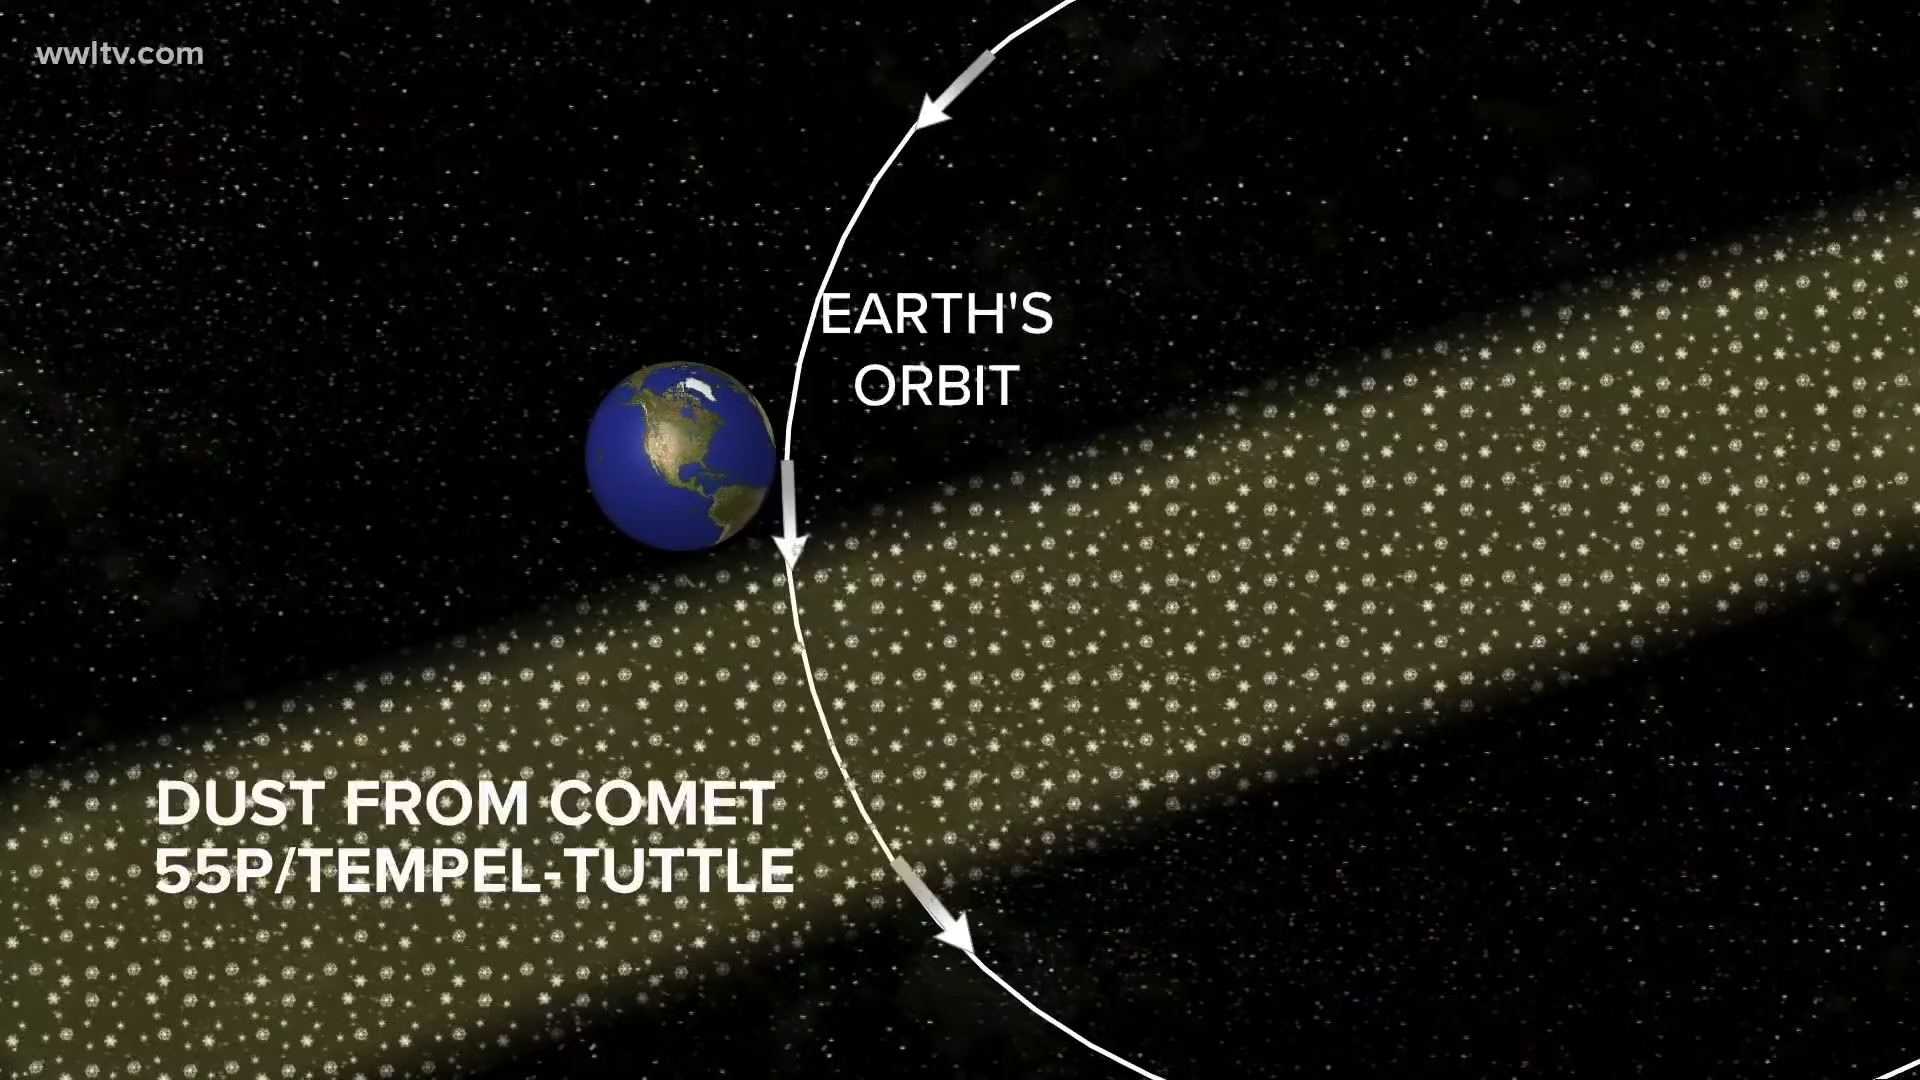 wwltv.com
EARTH'S
ORBIT
DUST FROM COMET
55P/TEMPEL-TUTTLE